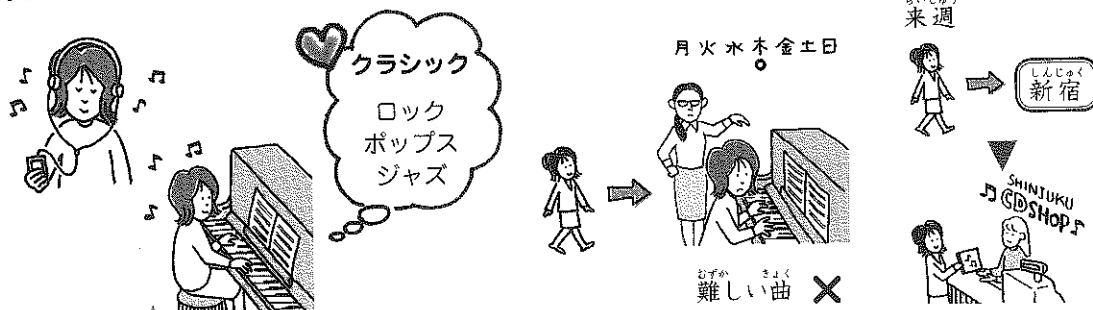 クラシック
ロック
ポップス
ジャズ
月火水木金土日
むずか きょく
難しい曲
らいしゅう
来週
しんじゅく
新宿
SHINJUKU
CD SHOP